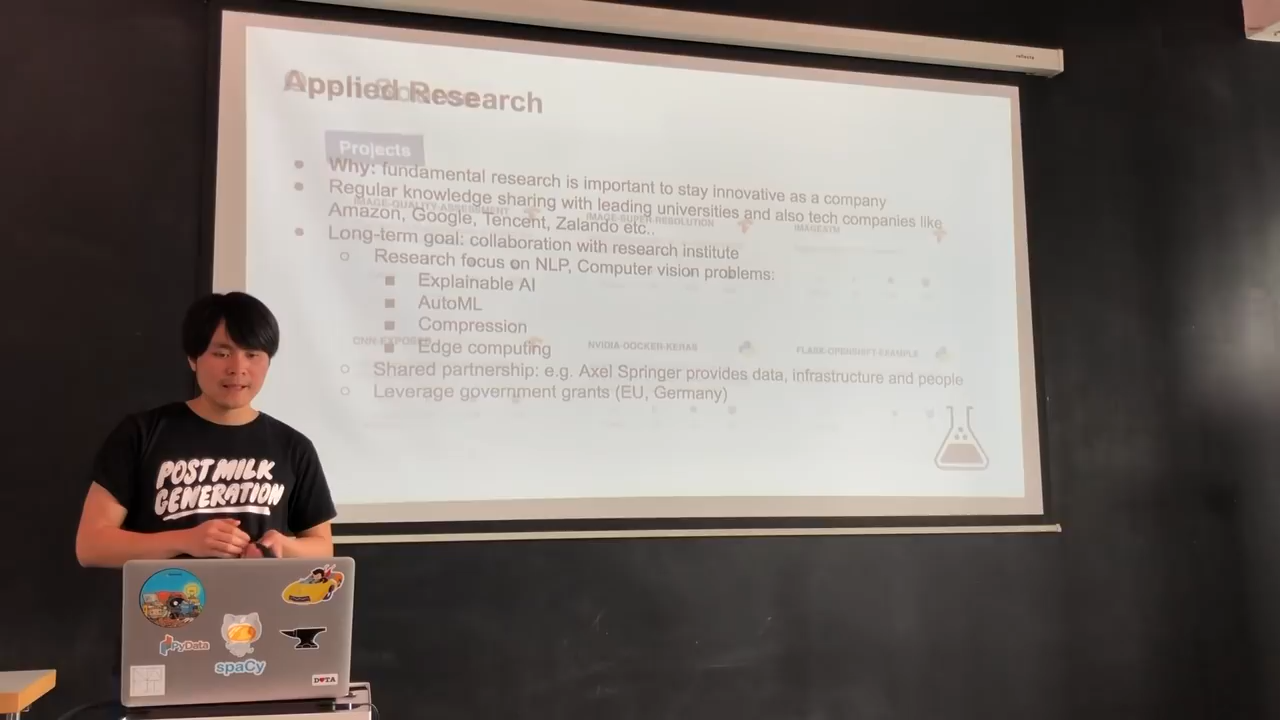 Applied Research
Projects
Why: fundamental research is important to stay innovative as a company
Regular knowledge sharing with leading universities and also tech companies like
Amazon, Google, Tencent, Zalando etc..
IMAGE-QUALITY-ASSESSMENT
IMAGE-SUPER-RESOLUTION
Long-term goal: collaboration with research institute
Research focus on NLP, Computer vision problems:
Explainable AI
AutoML
Compression
Edge computing
NVIDIA-DOCKER-KERAS
FLASK-OPENSHIFT-EXAMPLE
Shared partnership: e.g. Axel Springer provides data, infrastructure and people
Leverage government grants (EU, Germany)
POST MILK
GENERATION
PyData
spaCy